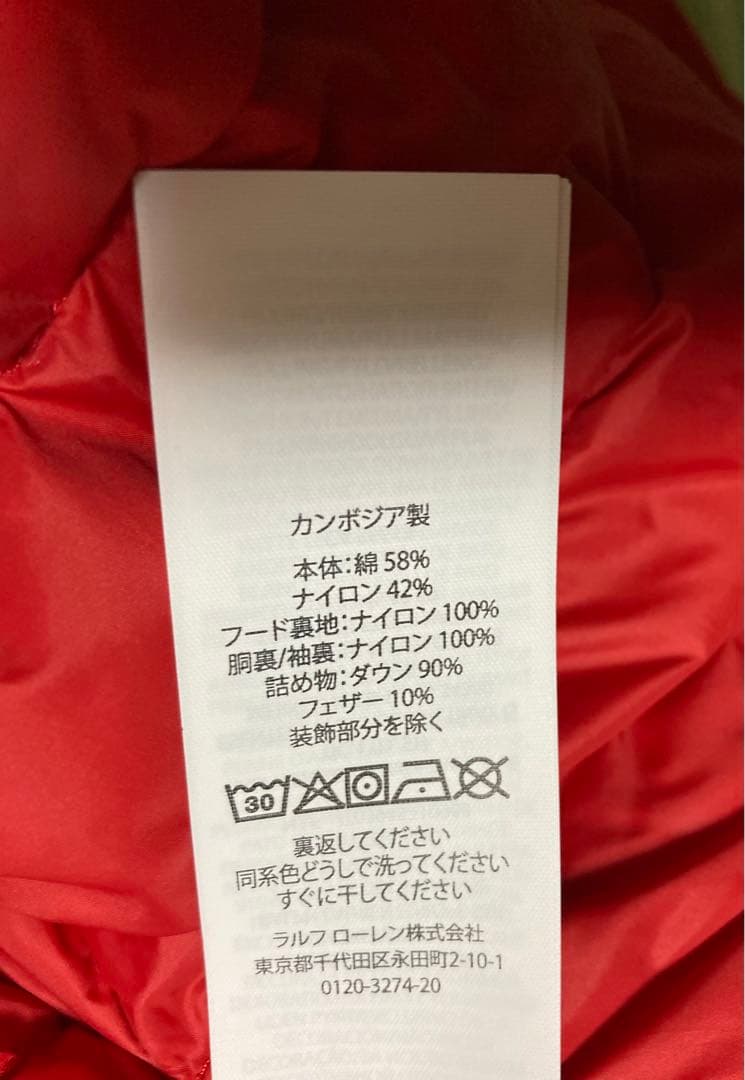 カンボジア製
本体:綿 58%
ナイロン 42%
フード裏地:ナイロン 100%
胴裏/袖裏:ナイロン 100%
詰め物:ダウン 90%
フェザー 10%
装飾部分を除く
30
裏返してください
同系色どうしで洗ってください
すぐに干してください
ラルフ ローレン株式会社
東京都千代田区永田町2-10-1
0120-3274-20